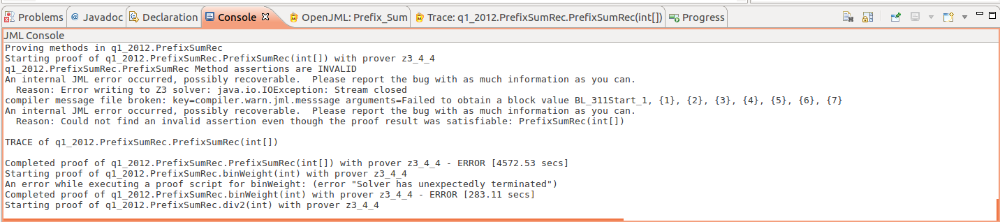 Problems @ Javadoc Declaration Console OpenJML: Prefix_Sum Trace: q1_2012.PrefixSumRec.PrefixSumRec(int[]) Progress
JML Console
Proving methods in q1_2012.PrefixSumRec
Starting proof of q1_2012.PrefixSumRec.PrefixSumRec(int[]) with prover z3_4_4
q1_2012.PrefixSumRec.PrefixSumRec Method assertions are INVALID
An internal JML error occurred, possibly recoverable.  Please report the bug with as much information as you can.
  Reason: Error writing to Z3 solver: java.io.IOException: Stream closed
compiler message file broken: key=compiler.warn.jml.messsage arguments=Failed to obtain a block value BL_311Start_1, {1}, {2}, {3}, {4}, {5}, {6}, {7}
An internal JML error occurred, possibly recoverable.  Please report the bug with as much information as you can.
  Reason: Could not find an invalid assertion even though the proof result was satisfiable: PrefixSumRec(int[])
TRACE of q1_2012.PrefixSumRec.PrefixSumRec(int[])
Completed proof of q1_2012.PrefixSumRec.PrefixSumRec(int[]) with prover z3_4_4 - ERROR [4572.53 secs]
Starting proof of q1_2012.PrefixSumRec.binWeight(int) with prover z3_4_4
An error while executing a proof script for binWeight: (error "Solver has unexpectedly terminated")
Completed proof of q1_2012.PrefixSumRec.binWeight(int) with prover z3_4_4 - ERROR [283.11 secs]
Starting proof of q1_2012.PrefixSumRec.div2(int) with prover z3_4_4